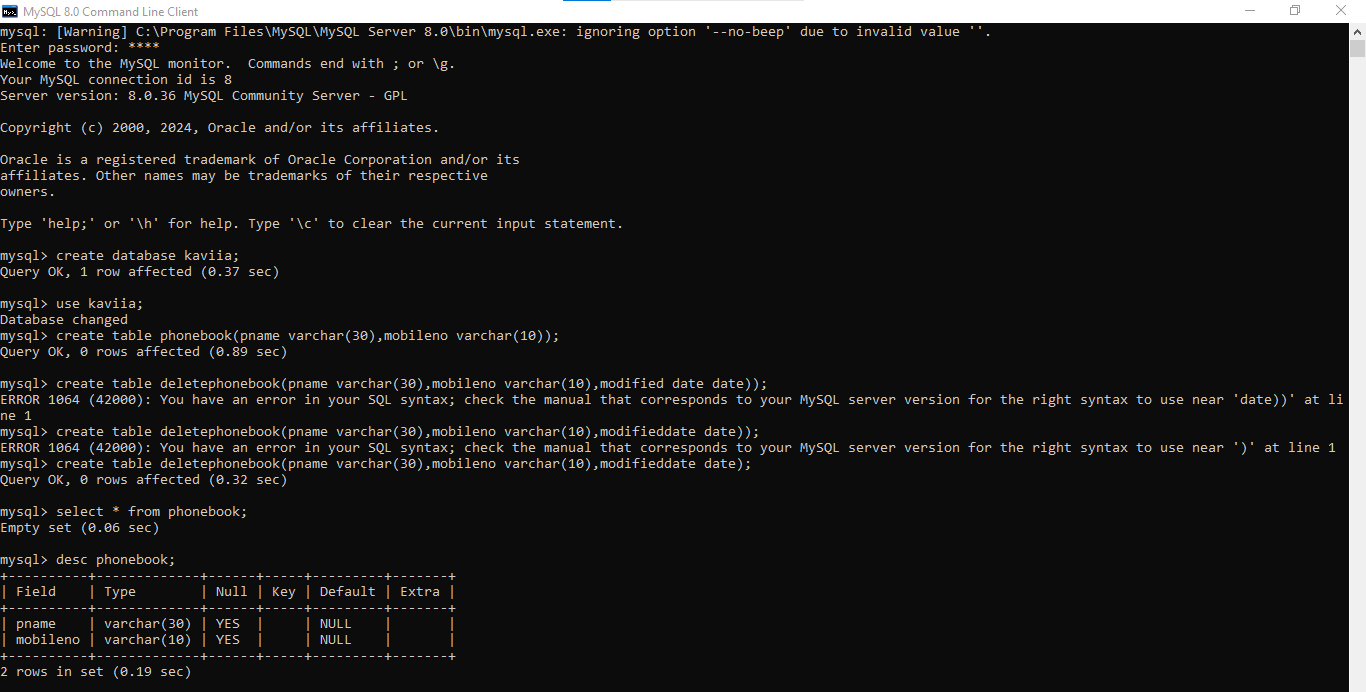 MySQL 8.0 Command Line Client
mysql: [Warning] C:\Program Files\MySQL\MySQL Server 8.0\bin\mysql.exe: ignoring option '--no-beep' due to invalid value ''.
Enter password: ****
Welcome to the MySQL monitor.  Commands end with ; or \g.
Your MySQL connection id is 8
Server version: 8.0.36 MySQL Community Server - GPL

Copyright (c) 2000, 2024, Oracle and/or its affiliates.

Oracle is a registered trademark of Oracle Corporation and/or its
affiliates. Other names may be trademarks of their respective
owners.

Type 'help;' or '\h' for help. Type '\c' to clear the current input statement.

mysql> create database kaviia;
Query OK, 1 row affected (0.37 sec)

mysql> use kaviia;
Database changed
mysql> create table phonebook(pname varchar(30),mobileno varchar(10));
Query OK, 0 rows affected (0.89 sec)

mysql> create table deletephonebook(pname varchar(30),mobileno varchar(10),modified date date));
ERROR 1064 (42000): You have an error in your SQL syntax; check the manual that corresponds to your MySQL server version for the right syntax to use near 'date))' at li
ne 1
mysql> create table deletephonebook(pname varchar(30),mobileno varchar(10),modifieddate date));
ERROR 1064 (42000): You have an error in your SQL syntax; check the manual that corresponds to your MySQL server version for the right syntax to use near ')' at line 1
mysql> create table deletephonebook(pname varchar(30),mobileno varchar(10),modifieddate date);
Query OK, 0 rows affected (0.32 sec)

mysql> select * from phonebook;
Empty set (0.06 sec)

mysql> desc phonebook;
+----------+-------------+------+-----+---------+-------+
| Field    | Type        | Null | Key | Default | Extra |
+----------+-------------+------+-----+---------+-------+
| pname    | varchar(30) | YES  |     | NULL    |       |
| mobileno | varchar(10) | YES  |     | NULL    |       |
+----------+-------------+------+-----+---------+-------+
2 rows in set (0.19 sec)